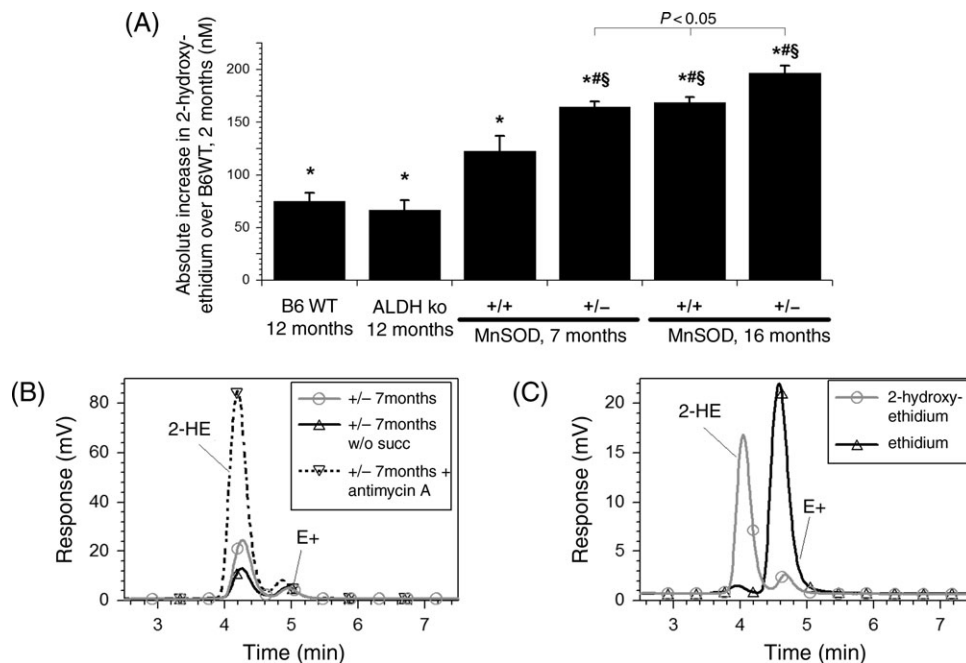 (A)
P < 0.05
Absolute increase in 2-hydroxy-
ethidium over B6WT, 2 months (nM)
200
150
100
50
0
*
*
*
*#§
*#§
*#§
B6 WT
12 months
ALDH ko
12 months
+/+
+/–
MnSOD, 7 months
+/+
+/–
MnSOD, 16 months
(B)
Response (mV)
80
60
40
20
0
2-HE
E+
+/– 7months
+/– 7months
w/o succ
+/– 7months +
antimycin A
3
4
5
6
7
Time (min)
(C)
Response (mV)
20
15
10
5
0
2-HE
E+
2-hydroxy-
ethidium
ethidium
3
4
5
6
7
Time (min)